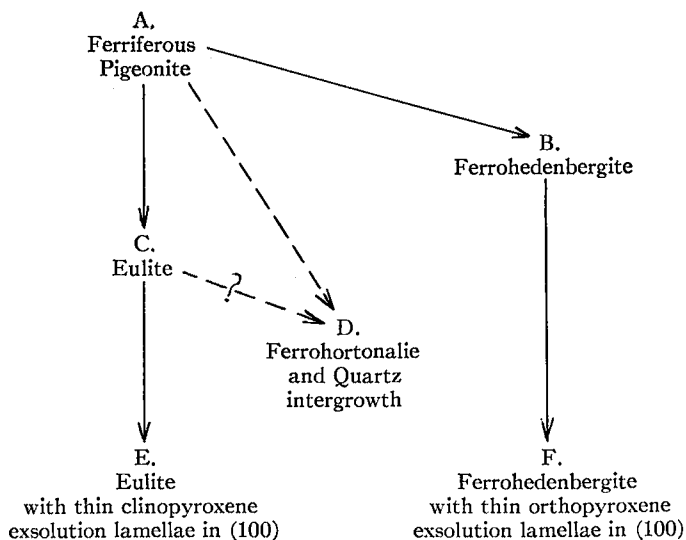 A.
Ferriferous
Pigeonite
B.
Ferrohedenbergite
C.
Eulite
?
D.
Ferrohortonalie
and Quartz
intergrowth
E.
Eulite
with thin clinopyroxene
exsolution lamellae in (100)
F.
Ferrohedenbergite
with thin orthopyroxene
exsolution lamellae in (100)